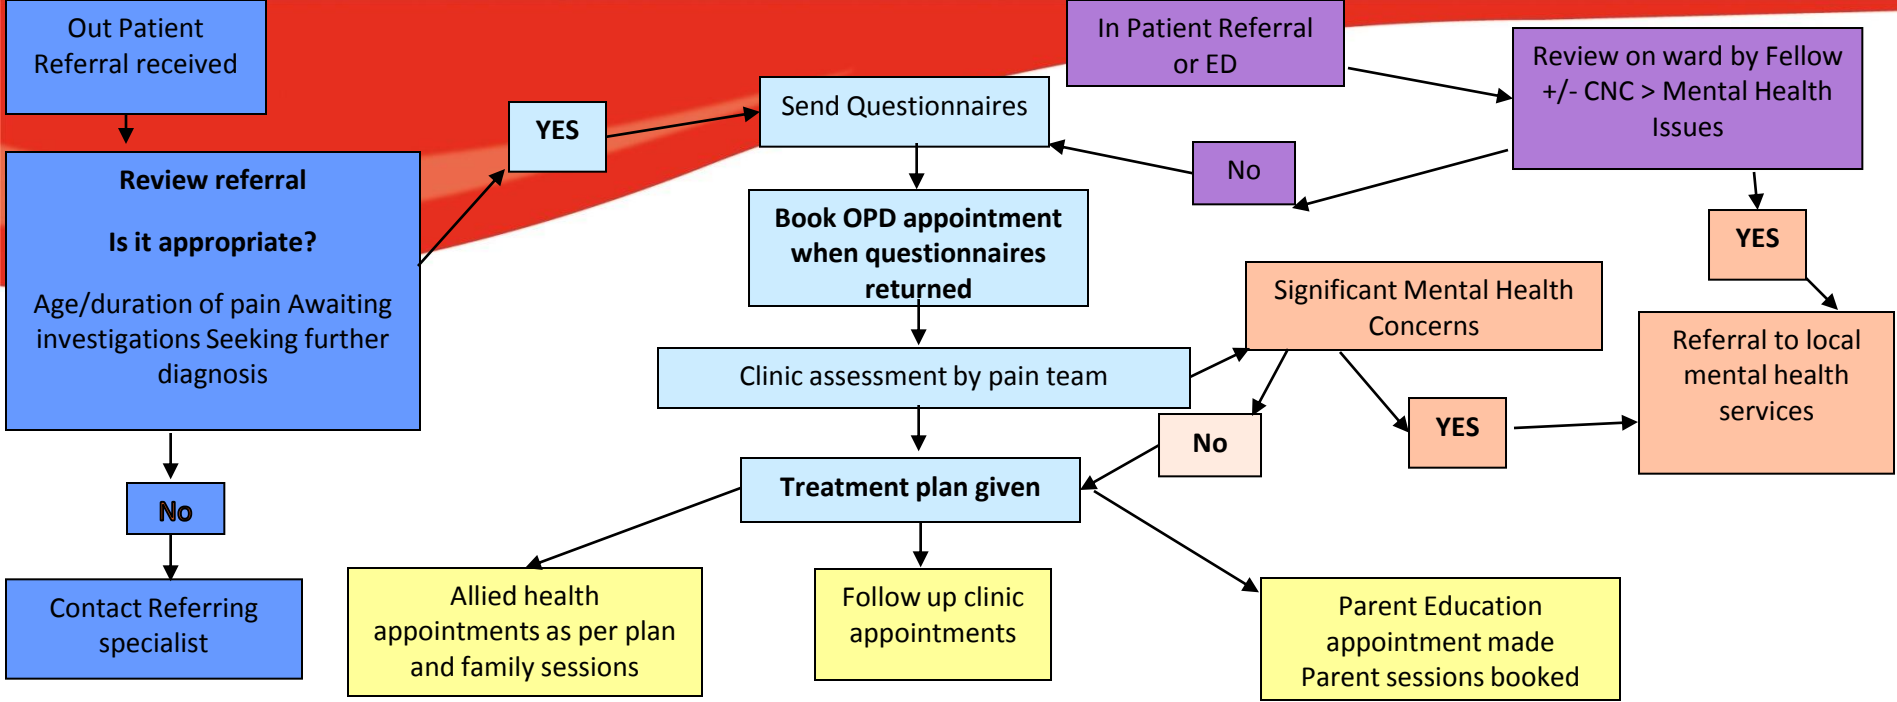 Out Patient
Referral received
In Patient Referral
or ED
Review on ward by Fellow
+/- CNC > Mental Health
Issues
YES
Send Questionnaires
No
Review referral
Is it appropriate?
Age/duration of pain Awaiting
investigations Seeking further
diagnosis
Book OPD appointment
when questionnaires
returned
YES
Significant Mental Health
Concerns
Referral to local
mental health
services
Clinic assessment by pain team
No
YES
Treatment plan given
No
Contact Referring
specialist
Allied health
appointments as per plan
and family sessions
Follow up clinic
appointments
Parent Education
appointment made
Parent sessions booked